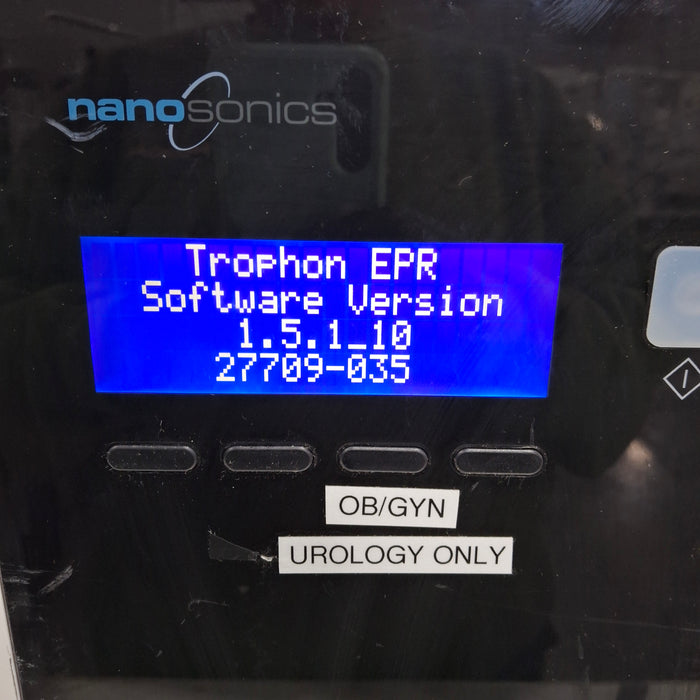 nanosonics
Trophon EPR
Software Version
1.5.1_10
27709-035
OB/GYN
UROLOGY ONLY